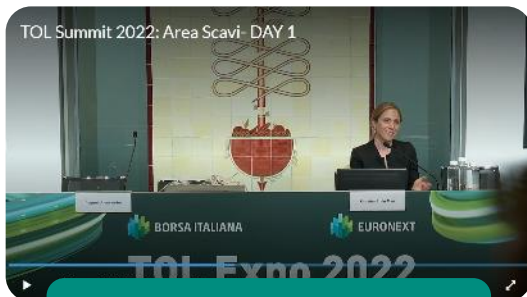 TOL Summit 2022: Area Scavi- DAY 1
BORSA ITALIANA
EURONEXT
TOL Expo 2022